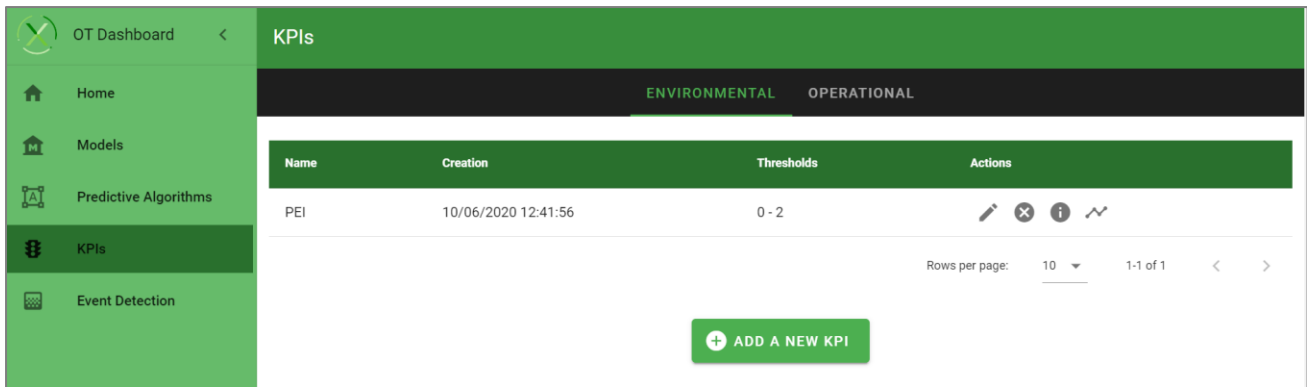 OT Dashboard
KPIs
Home
ENVIRONMENTAL OPERATIONAL
Models
Name Creation Thresholds Actions
Predictive Algorithms
PEI 10/06/2020 12:41:56 0 - 2
KPIs
Rows per page: 10 1-1 of 1
Event Detection
ADD A NEW KPI